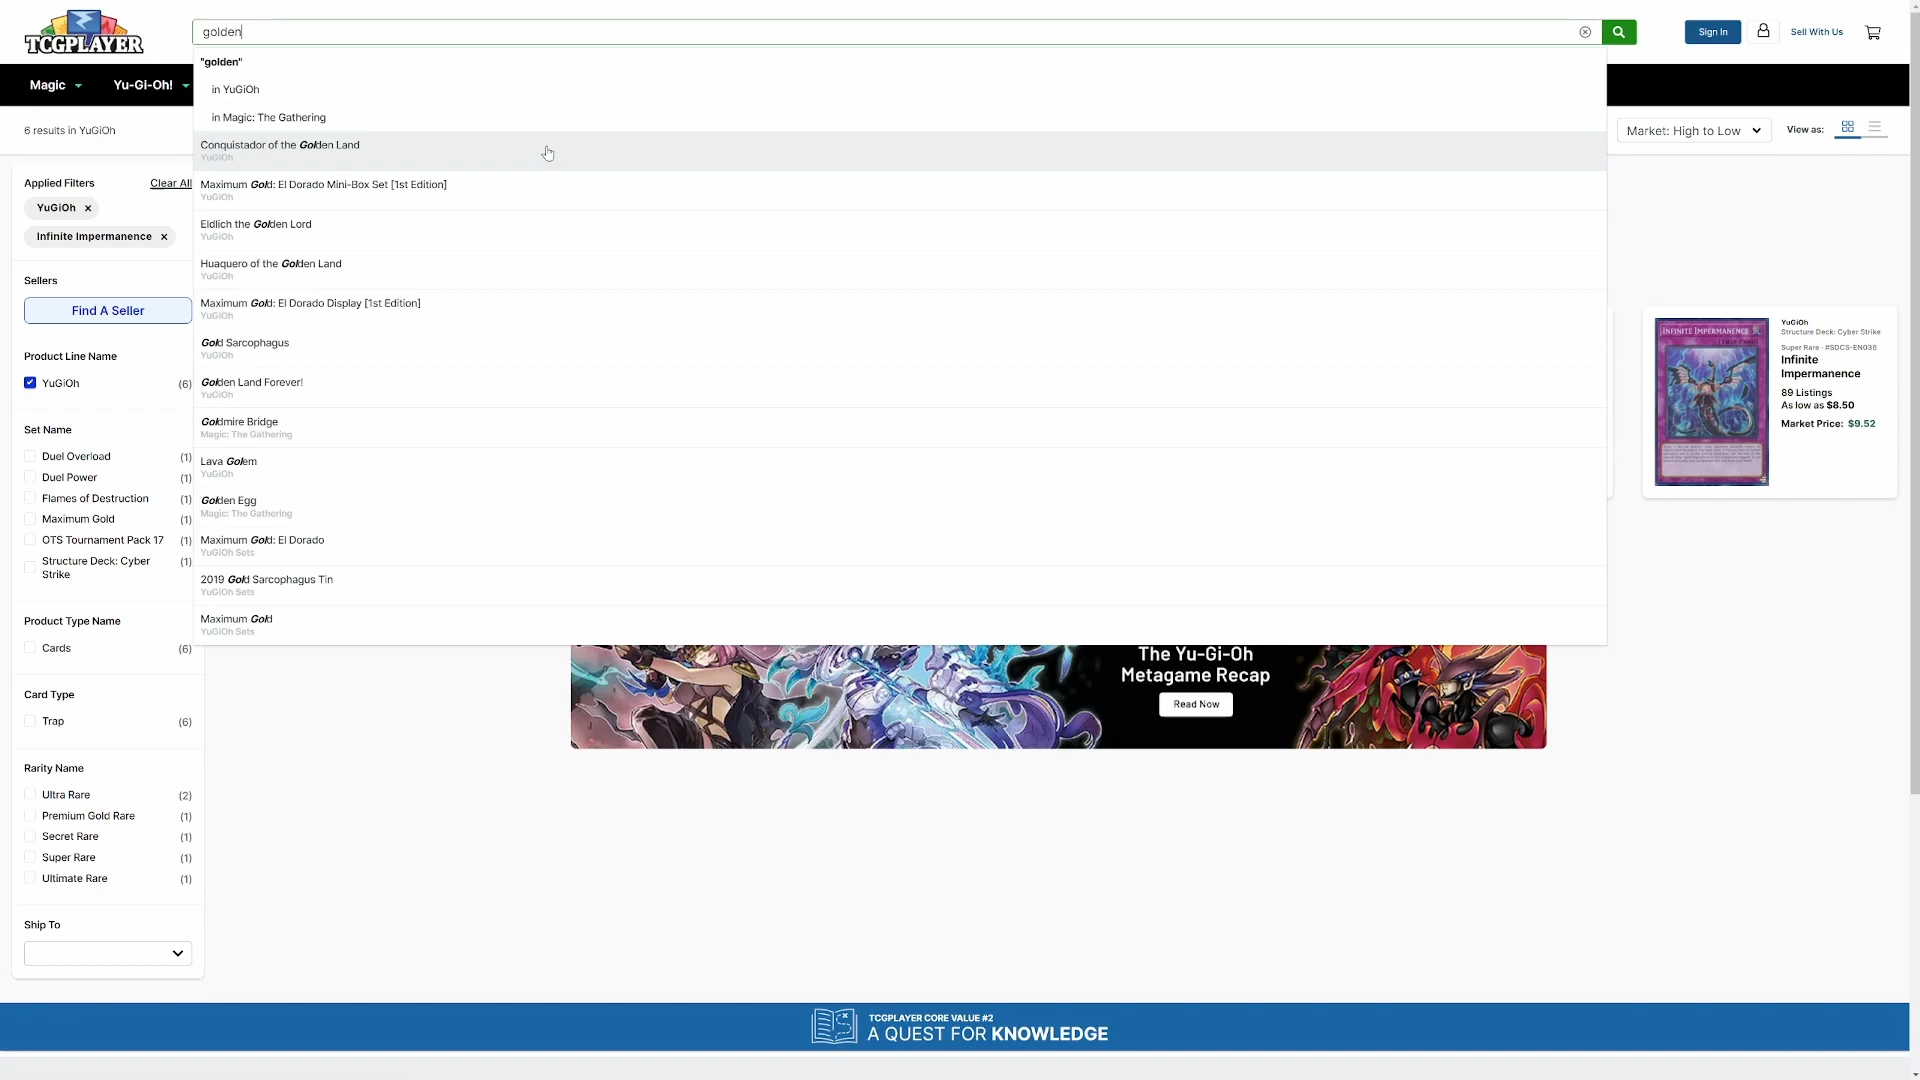 TCGPLAYER
golden
Sign In
Sell With Us
Magic
Yu-Gi-Oh!
"golden"
in YuGiOh
in Magic: The Gathering
Conquistador of the Golden Land
YuGiOh
Maximum Gold: El Dorado Mini-Box Set [1st Edition]
YuGiOh
Eldlich the Golden Lord
YuGiOh
Huaquero of the Golden Land
YuGiOh
Maximum Gold: El Dorado Display [1st Edition]
YuGiOh
Gold Sarcophagus
YuGiOh
Golden Land Forever!
YuGiOh
Goldmire Bridge
Magic: The Gathering
Lava Golem
YuGiOh
Golden Egg
Magic: The Gathering
Maximum Gold: El Dorado
YuGiOh Sets
2019 Gold Sarcophagus Tin
YuGiOh Sets
Maximum Gold
YuGiOh Sets
6 results in YuGiOh
Market: High to Low
View as:
Applied Filters
Clear All
YuGiOh
Infinite Impermanence
Sellers
Find A Seller
Product Line Name
YuGiOh (6)
Set Name
Duel Overload (1)
Duel Power (1)
Flames of Destruction (1)
Maximum Gold (1)
OTS Tournament Pack 17 (1)
Structure Deck: Cyber Strike (1)
Product Type Name
Cards (6)
Card Type
Trap (6)
Rarity Name
Ultra Rare (2)
Premium Gold Rare (1)
Secret Rare (1)
Super Rare (1)
Ultimate Rare (1)
Ship To
INFINITE IMPERMANENCE
YuGiOh
Structure Deck: Cyber Strike
Super Rare · #SDCS-EN036
Infinite
Impermanence
89 Listings
As low as $8.50
Market Price: $9.52
The Yu-Gi-Oh
Metagame Recap
Read Now
TCGPLAYER CORE VALUE #2
A QUEST FOR KNOWLEDGE